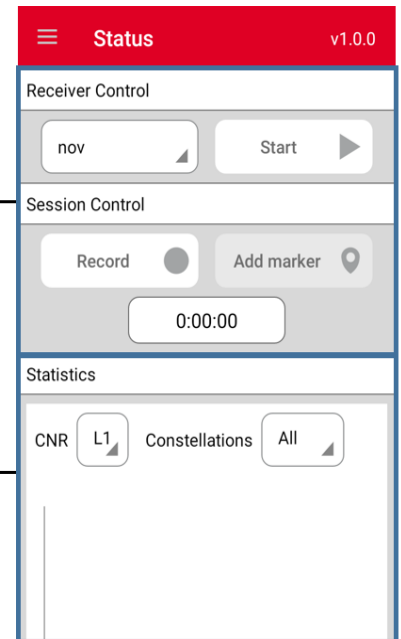 Status v1.0.0
Receiver Control
nov Start
Session Control
Record Add marker
0:00:00
Statistics
CNR L1 Constellations All